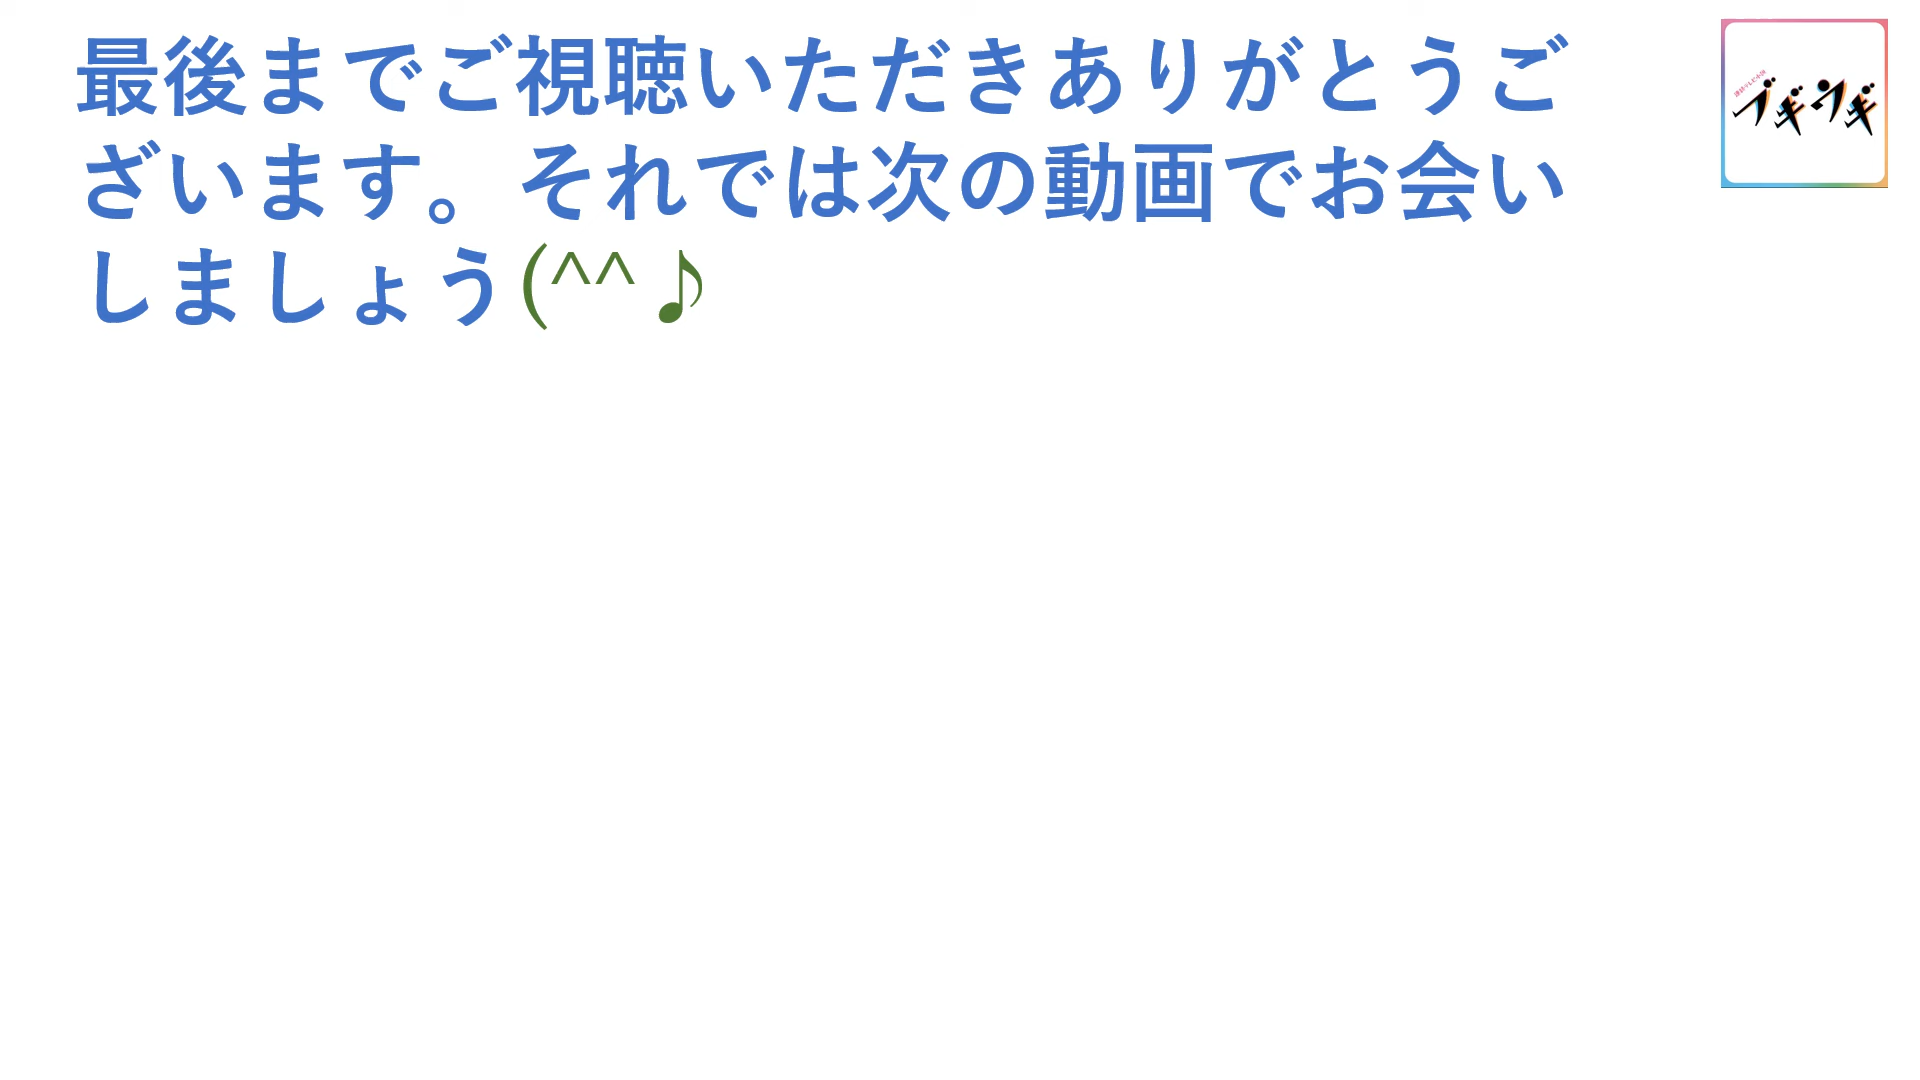 最後までご視聴いただきありがとうご
ざいます。それでは次の動画でお会い
しましょう(^^♪
ブギウギ